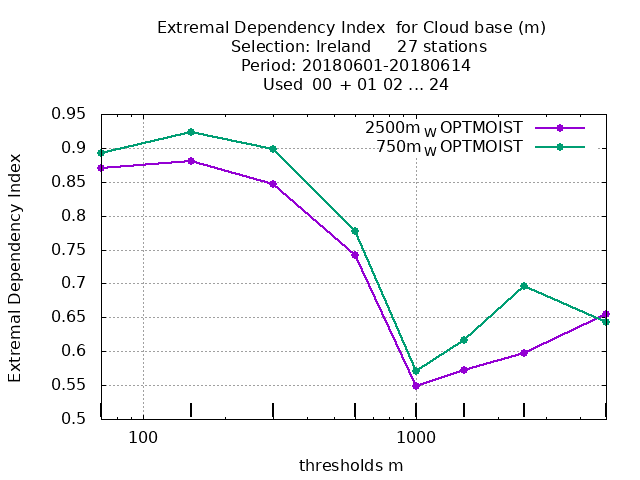 Extremal Dependency Index  for Cloud base (m)
Selection: Ireland     27 stations
Period: 20180601-20180614
Used  00  + 01 02 ... 24
2500m W OPTMOIST
750m W OPTMOIST
0.95
0.9
0.85
0.8
0.75
0.7
0.65
0.6
0.55
0.5
Extremal Dependency Index
100 1000
thresholds m